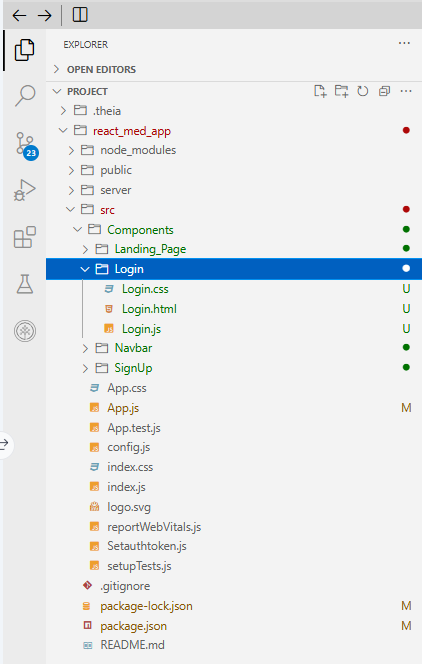 EXPLORER
OPEN EDITORS
PROJECT
.theia
react_med_app
node_modules
public
23
server
src
Components
Landing_Page
Login
Login.css U
Login.html U
Login.js U
Navbar
SignUp
App.css
App.js M
App.test.js
config.js
index.css
index.js
logo.svg
reportWebVitals.js
Setauthtoken.js
setupTests.js
.gitignore
package-lock.json M
package.json M
README.md